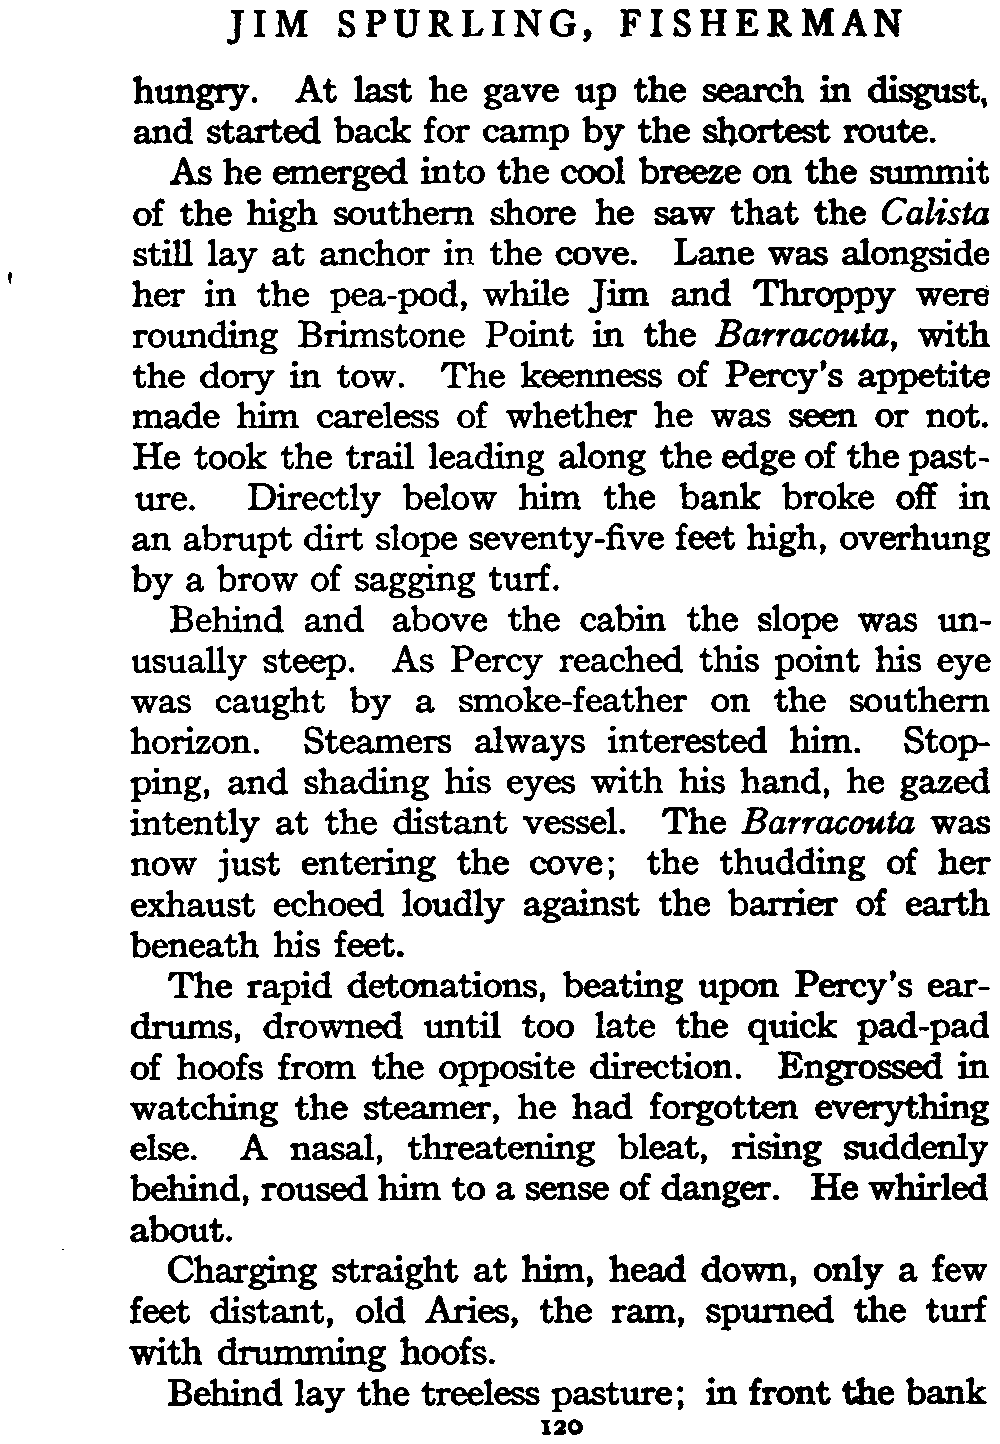 JIM SPURLING, FISHERMAN
hungry. At last he gave up the search in disgust,
and started back for camp by the shortest route.
As he emerged into the cool breeze on the summit
of the high southern shore he saw that the Calista
still lay at anchor in the cove. Lane was alongside
her in the pea-pod, while Jim and Throppy were
rounding Brimstone Point in the Barracouta, with
the dory in tow. The keenness of Percy's appetite
made him careless of whether he was seen or not.
He took the trail leading along the edge of the past-
ure. Directly below him the bank broke off in
an abrupt dirt slope seventy-five feet high, overhung
by a brow of sagging turf.
Behind and above the cabin the slope was un-
usually steep. As Percy reached this point his eye
was caught by a smoke-feather on the southern
horizon. Steamers always interested him. Stop-
ping, and shading his eyes with his hand, he gazed
intently at the distant vessel. The Barracouta was
now just entering the cove; the thudding of her
exhaust echoed loudly against the barrier of earth
beneath his feet.
The rapid detonations, beating upon Percy's ear-
drums, drowned until too late the quick pad-pad
of hoofs from the opposite direction. Engrossed in
watching the steamer, he had forgotten everything
else. A nasal, threatening bleat, rising suddenly
behind, roused him to a sense of danger. He whirled
about.
Charging straight at him, head down, only a few
feet distant, old Aries, the ram, spurned the turf
with drumming hoofs.
Behind lay the treeless pasture; in front the bank
120